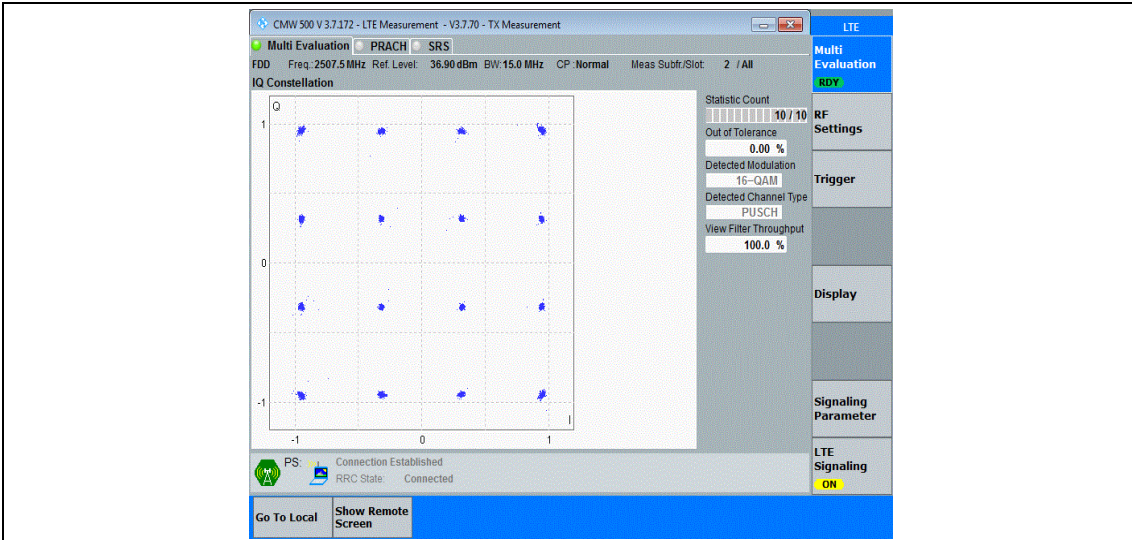 CMW 500 V 3.7.172 - LTE Measurement - V3.7.70 - TX Measurement
LTE
Multi Evaluation PRACH SRS
FDD Freq.:2507.5 MHz Ref. Level: 36.90 dBm BW:15.0 MHz CP :Normal Meas Subfr./Slot: 2 / All
IQ Constellation
Q
1
0
-1
-1 0 1
I
Statistic Count
10 / 10
Out of Tolerance
0.00 %
Detected Modulation
16-QAM
Detected Channel Type
PUSCH
View Filter Throughput
100.0 %
Multi
Evaluation
RDY
RF
Settings
Trigger
Display
Signaling
Parameter
LTE
Signaling
ON
PS: Connection Established
RRC State: Connected
Go To Local
Show Remote
Screen